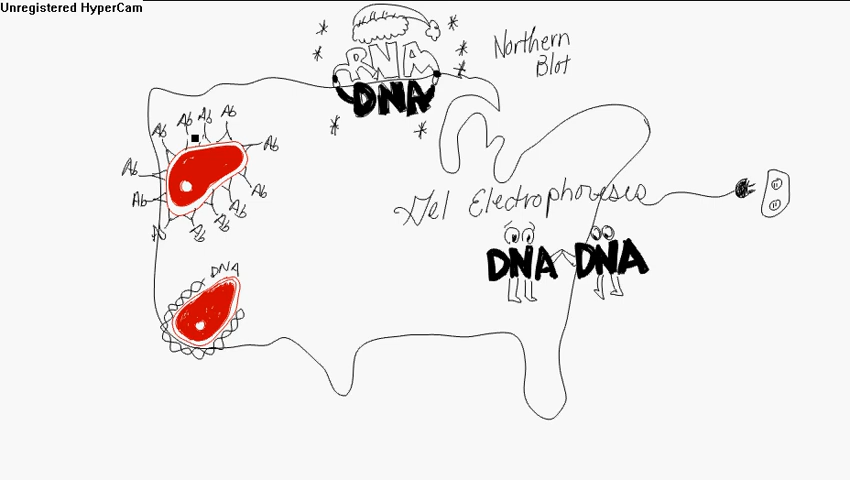 Unregistered HyperCam
Northern
Blot
RNA
DNA
Ab
Ab
Ab
Ab
Ab
Ab
Ab
Ab
Ab
Ab
Ab
Ab
Gel Electrophoresis
DNA DNA
DNA